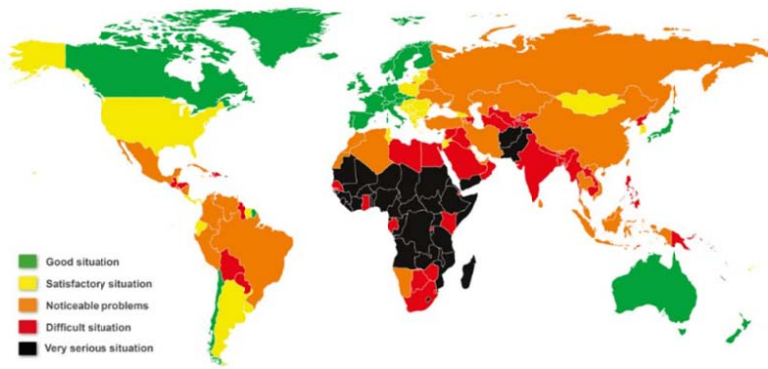 Good situation
Satisfactory situation
Noticeable problems
Difficult situation
Very serious situation